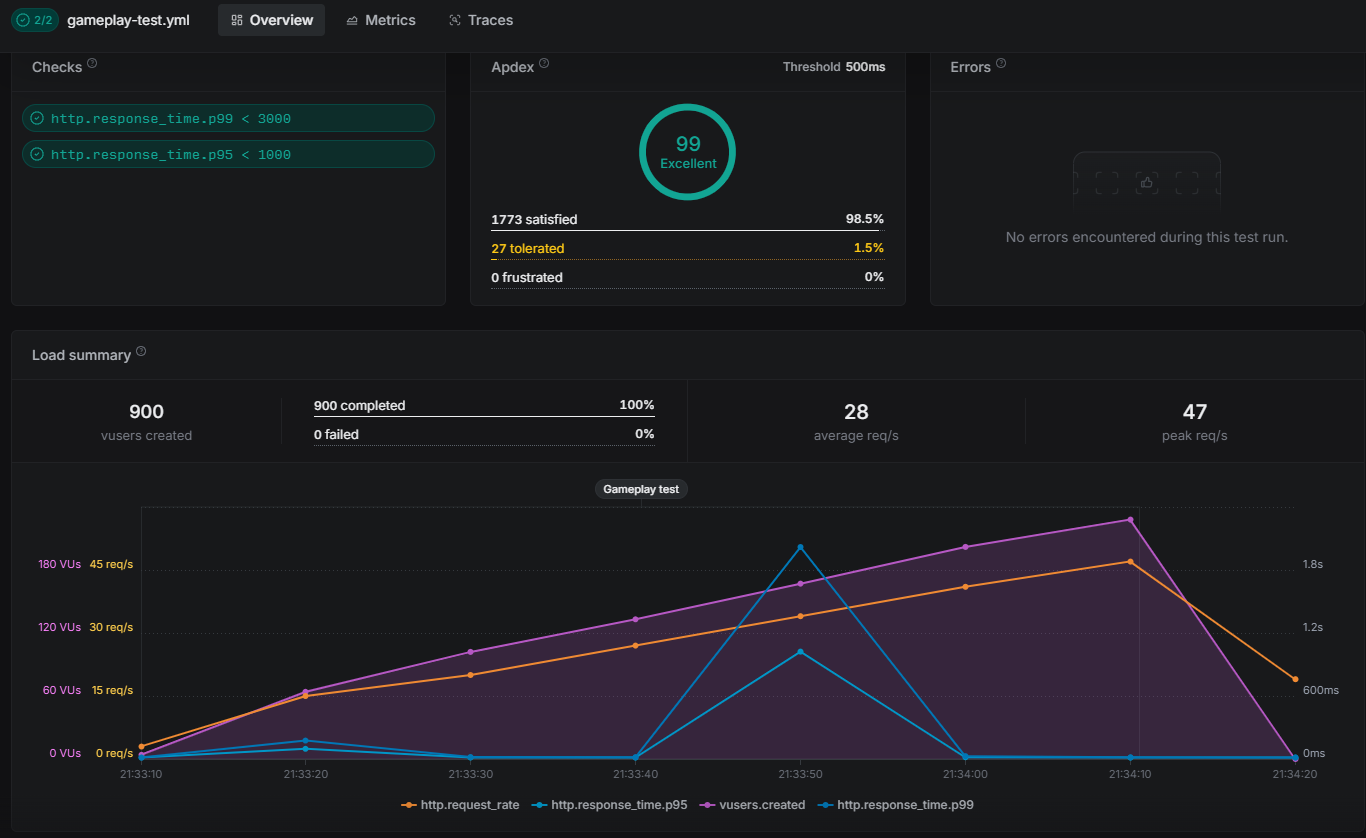 2/2 gameplay-test.yml Overview Metrics Traces
Checks
http.response_time.p99 < 3000
http.response_time.p95 < 1000
Apdex Threshold 500ms
99
Excellent
1773 satisfied 98.5%
27 tolerated 1.5%
0 frustrated 0%
Errors
No errors encountered during this test run.
Load summary
900
vusers created
900 completed 100%
0 failed 0%
28
average req/s
47
peak req/s
Gameplay test
180 VUs 45 req/s 1.8s
120 VUs 30 req/s 1.2s
60 VUs 15 req/s 600ms
0 VUs 0 req/s 0ms
21:33:10 21:33:20 21:33:30 21:33:40 21:33:50 21:34:00 21:34:10 21:34:20
http.request_rate http.response_time.p95 vusers.created http.response_time.p99